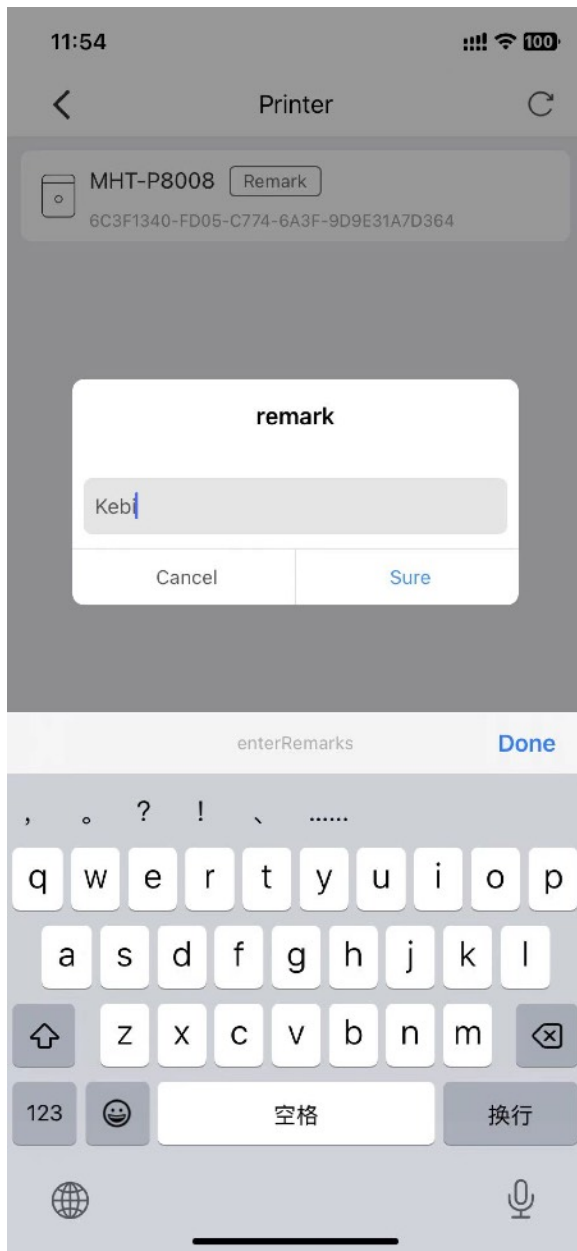 11:54 100
Printer
MHT-P8008 Remark
6C3F1340-FD05-C774-6A3F-9D9E31A7D364
remark
Kebi
Cancel Sure
enterRemarks Done
， 。 ? ! 、 ......
q w e r t y u i o p
a s d f g h j k l
z x c v b n m
123 空格 换行